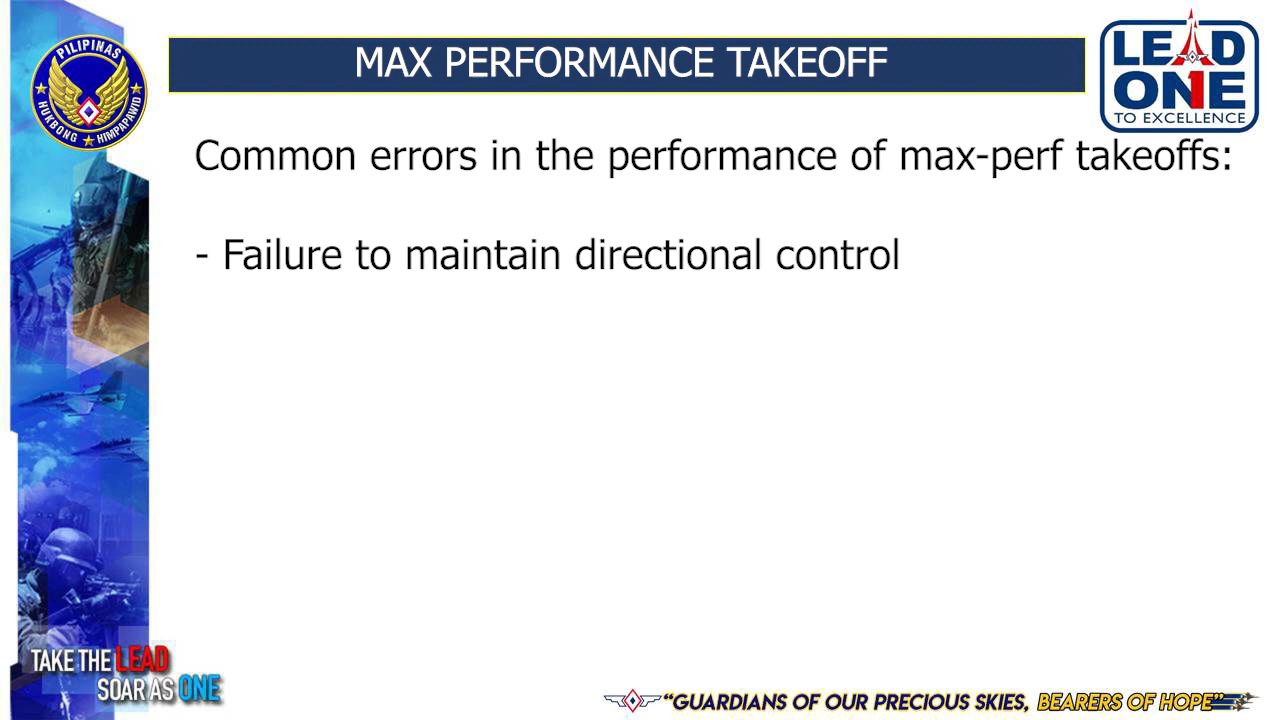 PILIPINAS
HUKBONG HIMPAPAWID
MAX PERFORMANCE TAKEOFF
LEAD
ONE
TO EXCELLENCE
Common errors in the performance of max-perf takeoffs:
- Failure to maintain directional control
TAKE THE LEAD
SOAR AS ONE
“GUARDIANS OF OUR PRECIOUS SKIES, BEARERS OF HOPE”